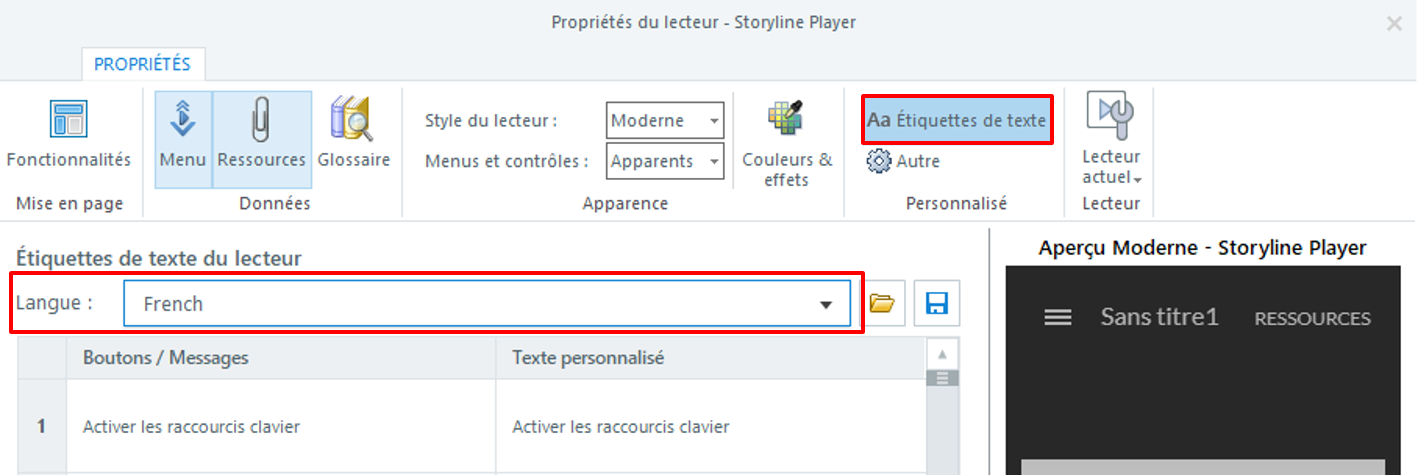 Propriétés du lecteur - Storyline Player
PROPRIÉTÉS
Fonctionnalités
Mise en page
Menu
Ressources
Glossaire
Données
Style du lecteur :
Moderne
Menus et contrôles :
Apparents
Couleurs &
effets
Apparence
Aa Étiquettes de texte
Autre
Personnalisé
Lecteur
actuel
Lecteur
Étiquettes de texte du lecteur
Langue :
French
Boutons / Messages
Texte personnalisé
1
Activer les raccourcis clavier
Activer les raccourcis clavier
Aperçu Moderne - Storyline Player
Sans titre1
RESSOURCES